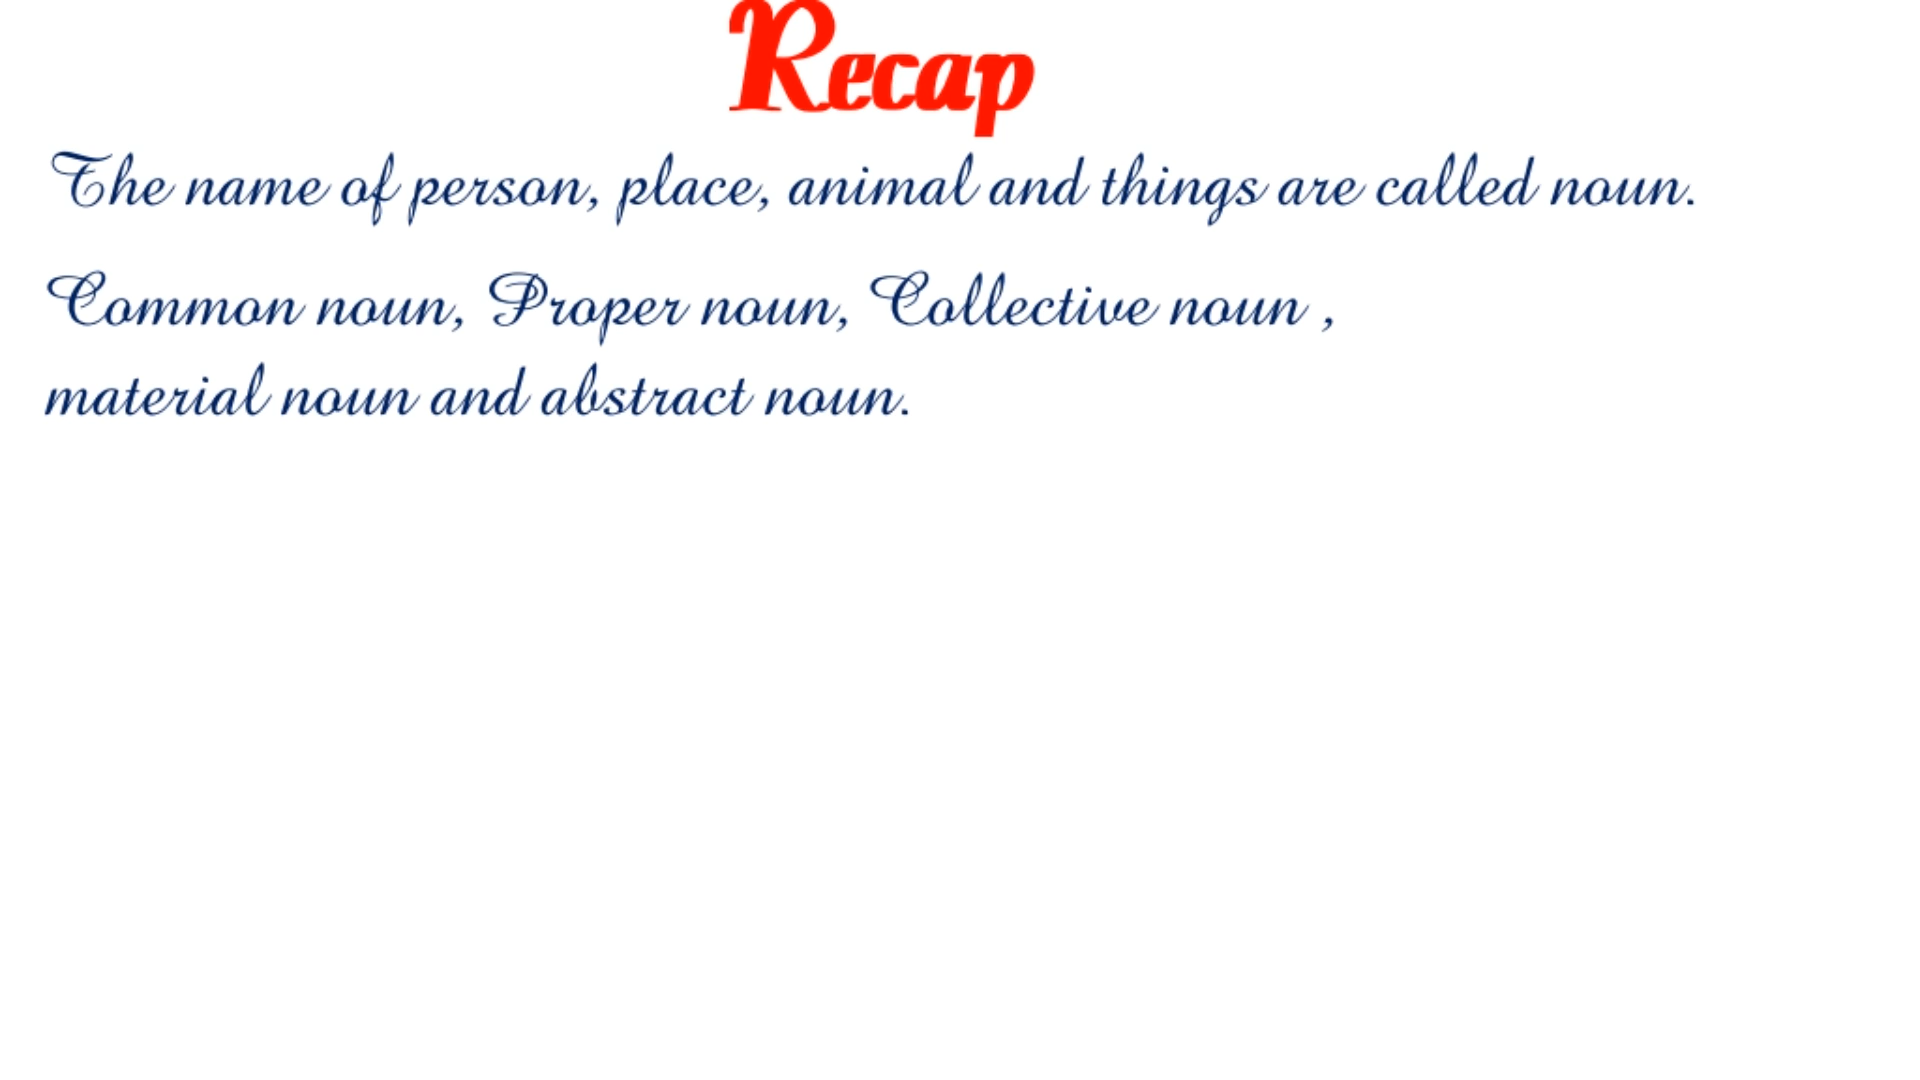 Recap
The name of person, place, animal and things are called noun.
Common noun, Proper noun, Collective noun ,
material noun and abstract noun.